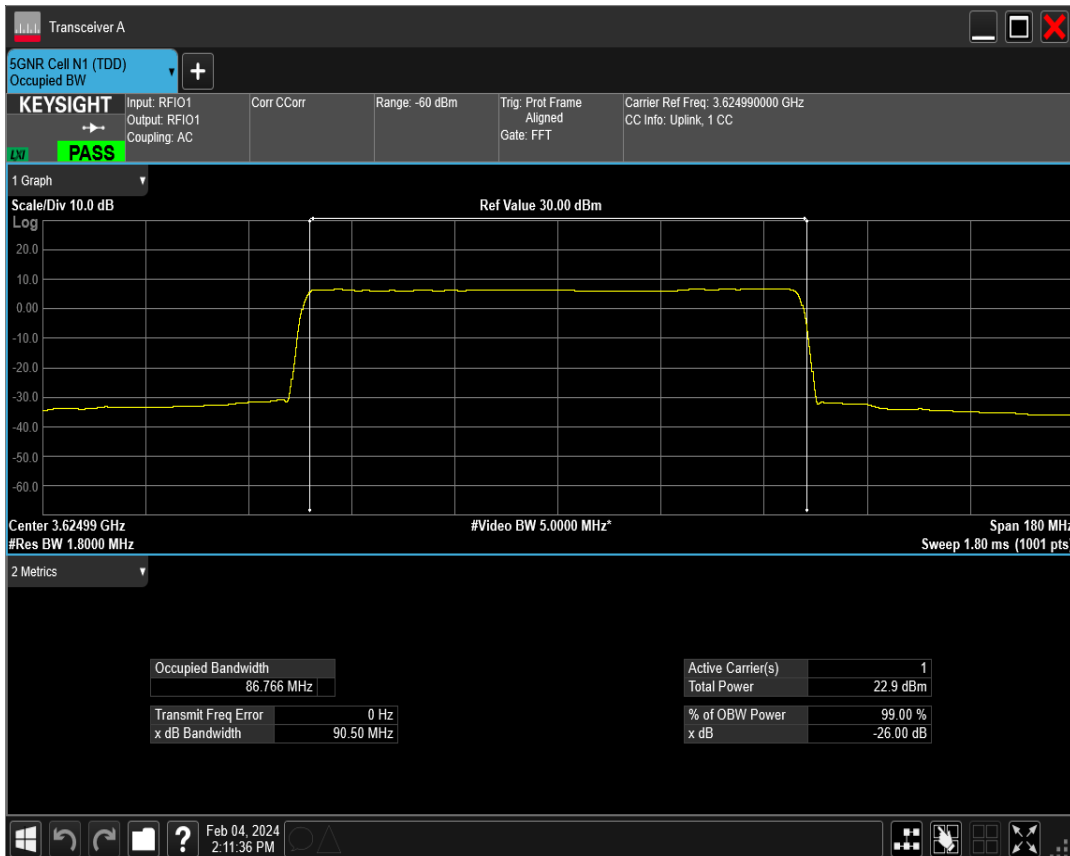 Transceiver A
5GNR Cell N1 (TDD)
Occupied BW
+
KEYSIGHT
LXI
PASS
Input: RFIO1
Output: RFIO1
Coupling: AC
Corr CCorr
Range: -60 dBm
Trig: Prot Frame
Aligned
Gate: FFT
Carrier Ref Freq: 3.624990000 GHz
CC Info: Uplink, 1 CC
1 Graph
Scale/Div 10.0 dB
Ref Value 30.00 dBm
Log
20.0
10.0
0.00
-10.0
-20.0
-30.0
-40.0
-50.0
-60.0
Center 3.62499 GHz
#Video BW 5.0000 MHz*
Span 180 MHz
#Res BW 1.8000 MHz
Sweep 1.80 ms (1001 pts)
2 Metrics
Occupied Bandwidth
86.766 MHz
Transmit Freq Error 0 Hz
x dB Bandwidth 90.50 MHz
Active Carrier(s) 1
Total Power 22.9 dBm
% of OBW Power 99.00 %
x dB -26.00 dB
?
Feb 04, 2024
2:11:36 PM